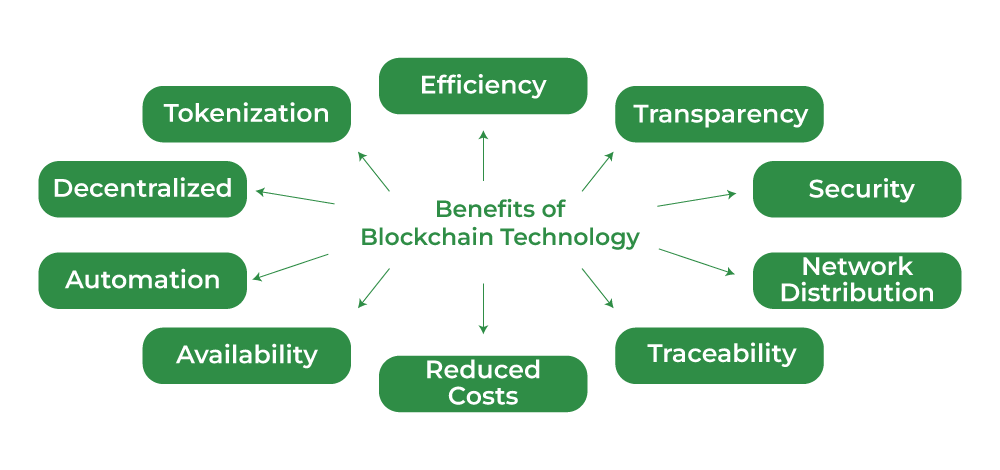 Efficiency
Tokenization
Transparency
Decentralized
Security
Benefits of
Blockchain Technology
Automation
Network
Distribution
Availability
Traceability
Reduced
Costs